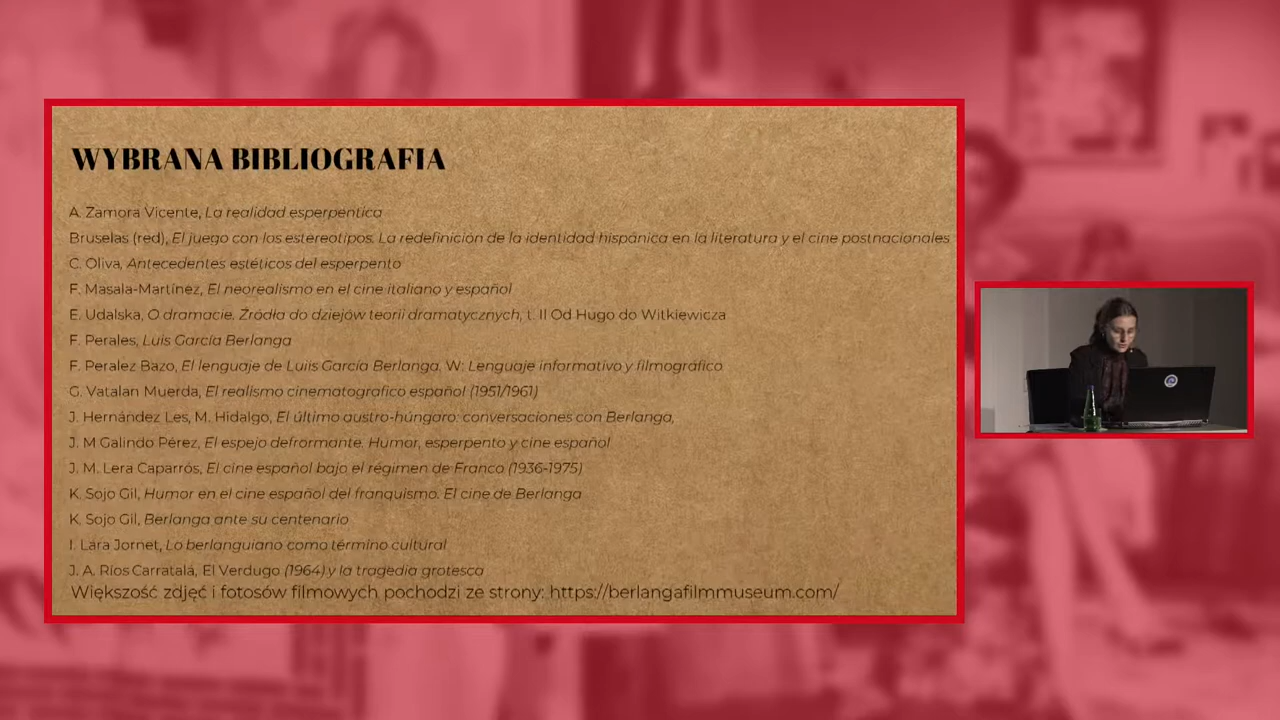 WYBRANA BIBLIOGRAFIA
A. Zamora Vicente, La realidad esperpentica
Bruselas (red), El juego con los estereotipos. La redefinición de la identidad hispánica en la literatura y el cine postnacionales
C. Oliva, Antecedentes estéticos del esperpento
F. Masala-Martínez, El neorealismo en el cine italiano y español
E. Udalska, O dramacie. Źródła do dziejów teorii dramatycznych, t. II Od Hugo do Witkiewicza
F. Perales, Luis García Berlanga
F. Peralez Bazo, El lenguaje de Luis García Berlanga. W: Lenguaje informativo y filmográfico
G. Vatalan Muerda, El realismo cinematografico español (1951/1961)
J. Hernández Les, M. Hidalgo, El último austro-húngaro: conversaciones con Berlanga,
J. M Galindo Pérez, El espejo defrormante. Humor, esperpento y cine español
J. M. Lera Caparrós, El cine español bajo el régimen de Franco (1936-1975)
K. Sojo Gil, Humor en el cine español del franquismo. El cine de Berlanga
K. Sojo Gil, Berlanga ante su centenario
I. Lara Jornet, Lo berlanguiano como término cultural
J. A. Ríos Carratalá, El Verdugo (1964) y la tragedia grotesca
Większość zdjęć i fotosów filmowych pochodzi ze strony: https://berlangafilmmuseum.com/